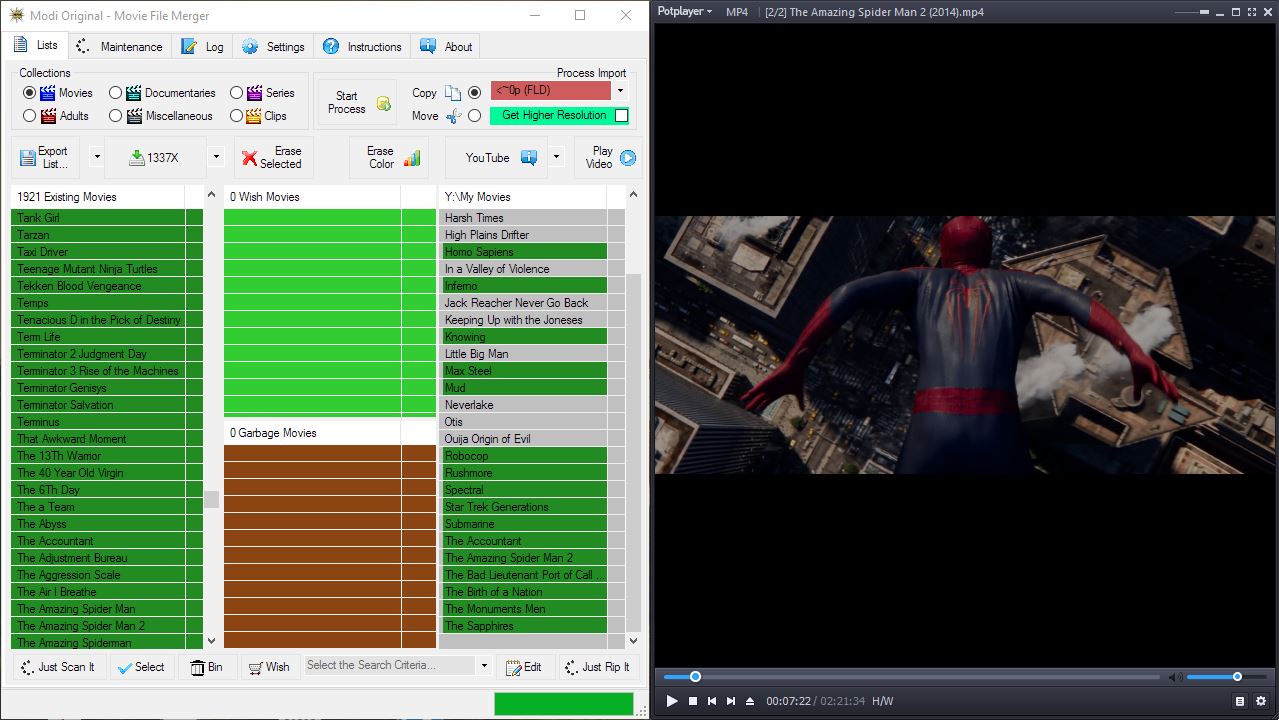 Modi Original - Movie File Merger
Lists
Maintenance
Log
Settings
Instructions
About
Collections
Movies
Documentaries
Series
Adults
Miscellaneous
Clips
Process Import
Start
Process
Copy
Move
<~0p (FLD)
Get Higher Resolution
Export
List...
1337X
Erase
Selected
Erase
Color
YouTube
Play
Video
1921 Existing Movies
Tank Girl
Tarzan
Taxi Driver
Teenage Mutant Ninja Turtles
Tekken Blood Vengeance
Temps
Tenacious D in the Pick of Destiny
Term Life
Terminator 2 Judgment Day
Terminator 3 Rise of the Machines
Terminator Genisys
Terminator Salvation
Terminus
That Awkward Moment
The 13Th Warrior
The 40 Year Old Virgin
The 6Th Day
The a Team
The Abyss
The Accountant
The Adjustment Bureau
The Aggression Scale
The Air I Breathe
The Amazing Spider Man
The Amazing Spider Man 2
The Amazing Spiderman
0 Wish Movies
0 Garbage Movies
Y:\My Movies
Harsh Times
High Plains Drifter
Homo Sapiens
In a Valley of Violence
Inferno
Jack Reacher Never Go Back
Keeping Up with the Joneses
Knowing
Little Big Man
Max Steel
Mud
Neverlake
Otis
Ouija Origin of Evil
Robocop
Rushmore
Spectral
Star Trek Generations
Submarine
The Accountant
The Amazing Spider Man 2
The Bad Lieutenant Port of Call ...
The Birth of a Nation
The Monuments Men
The Sapphires
Just Scan It
Select
Bin
Wish
Select the Search Criteria...
Edit
Just Rip It
Potplayer
MP4
[2/2] The Amazing Spider Man 2 (2014).mp4
00:07:22 / 02:21:34
H/W